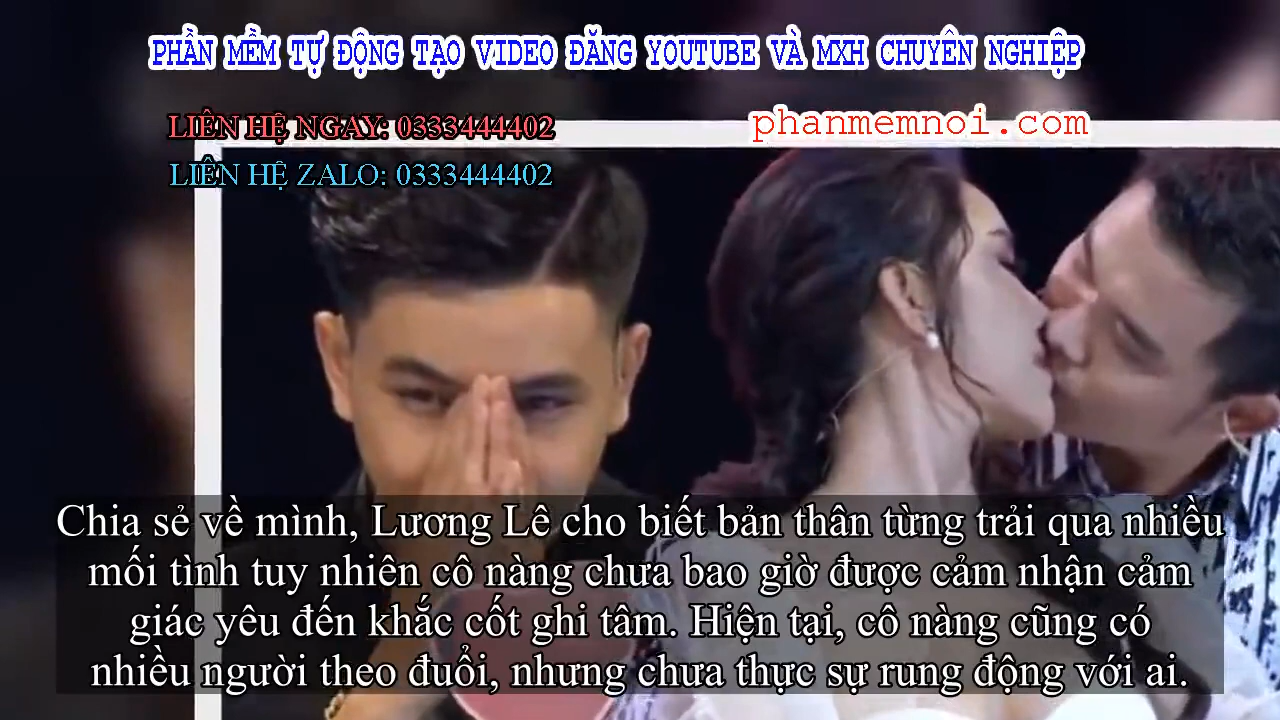 PHẦN MỀM TỰ ĐỘNG TẠO VIDEO ĐĂNG YOUTUBE VÀ MXH CHUYÊN NGHIỆP
LIÊN HỆ NGAY: 0333444402
phanmemnoi.com
LIÊN HỆ ZALO: 0333444402
Chia sẻ về mình, Lương Lê cho biết bản thân từng trải qua nhiều
mối tình tuy nhiên cô nàng chưa bao giờ được cảm nhận cảm
giác yêu đến khắc cốt ghi tâm. Hiện tại, cô nàng cũng có
nhiều người theo đuổi, nhưng chưa thực sự rung động với ai.